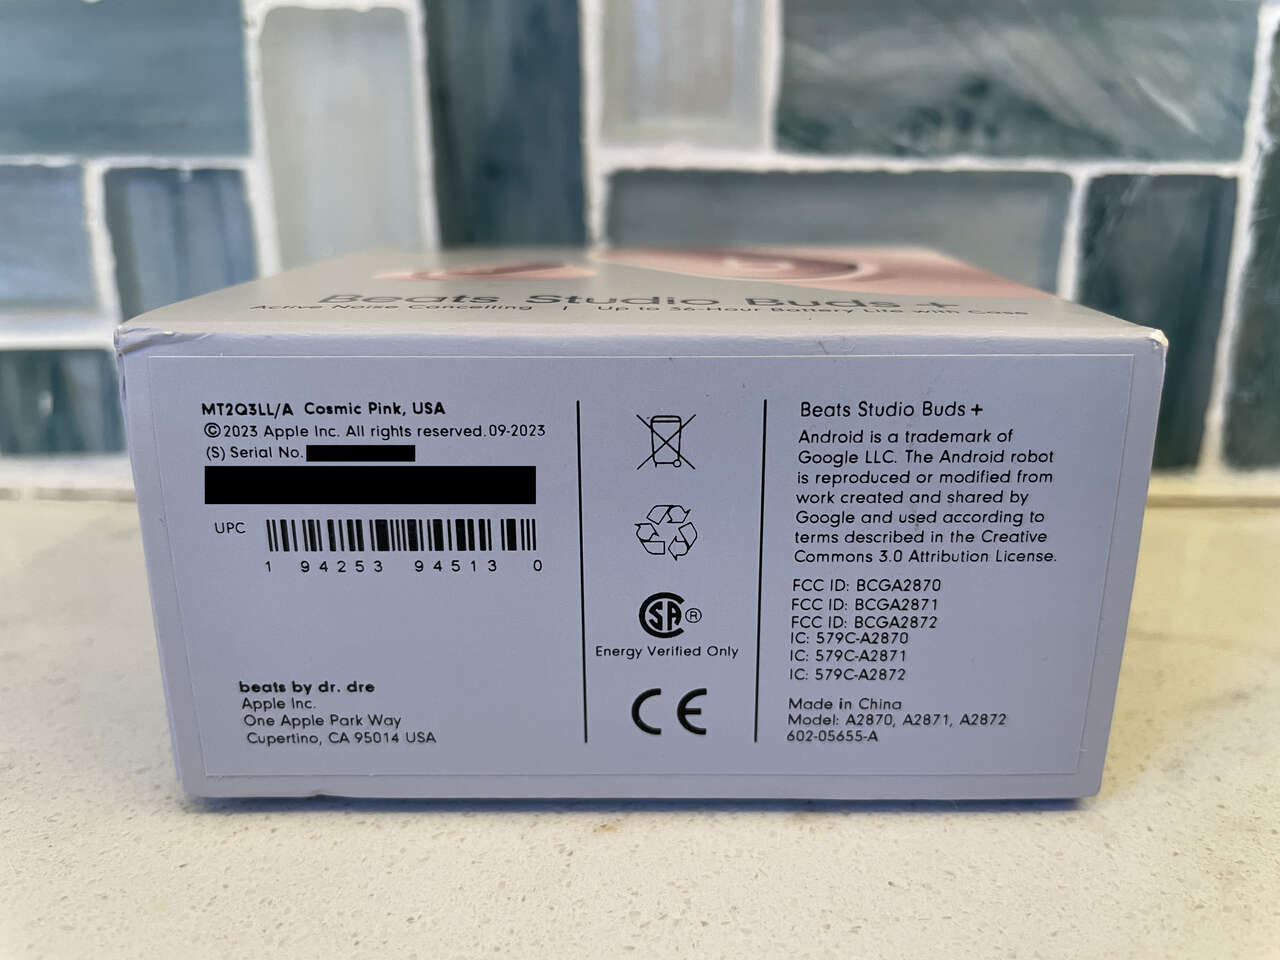 Beats Studio Buds +
Active Noise Cancelling | Up to 36-Hour Battery Life with Case
MT2Q3LL/A Cosmic Pink, USA
©2023 Apple Inc. All rights reserved. 09-2023
(S) Serial No.
UPC
1 94253 94513 0
beats by dr. dre
Apple Inc.
One Apple Park Way
Cupertino, CA 95014 USA
SA ®
Energy Verified Only
CE
Beats Studio Buds +
Android is a trademark of
Google LLC. The Android robot
is reproduced or modified from
work created and shared by
Google and used according to
terms described in the Creative
Commons 3.0 Attribution License.
FCC ID: BCGA2870
FCC ID: BCGA2871
FCC ID: BCGA2872
IC: 579C-A2870
IC: 579C-A2871
IC: 579C-A2872
Made in China
Model: A2870, A2871, A2872
602-05655-A